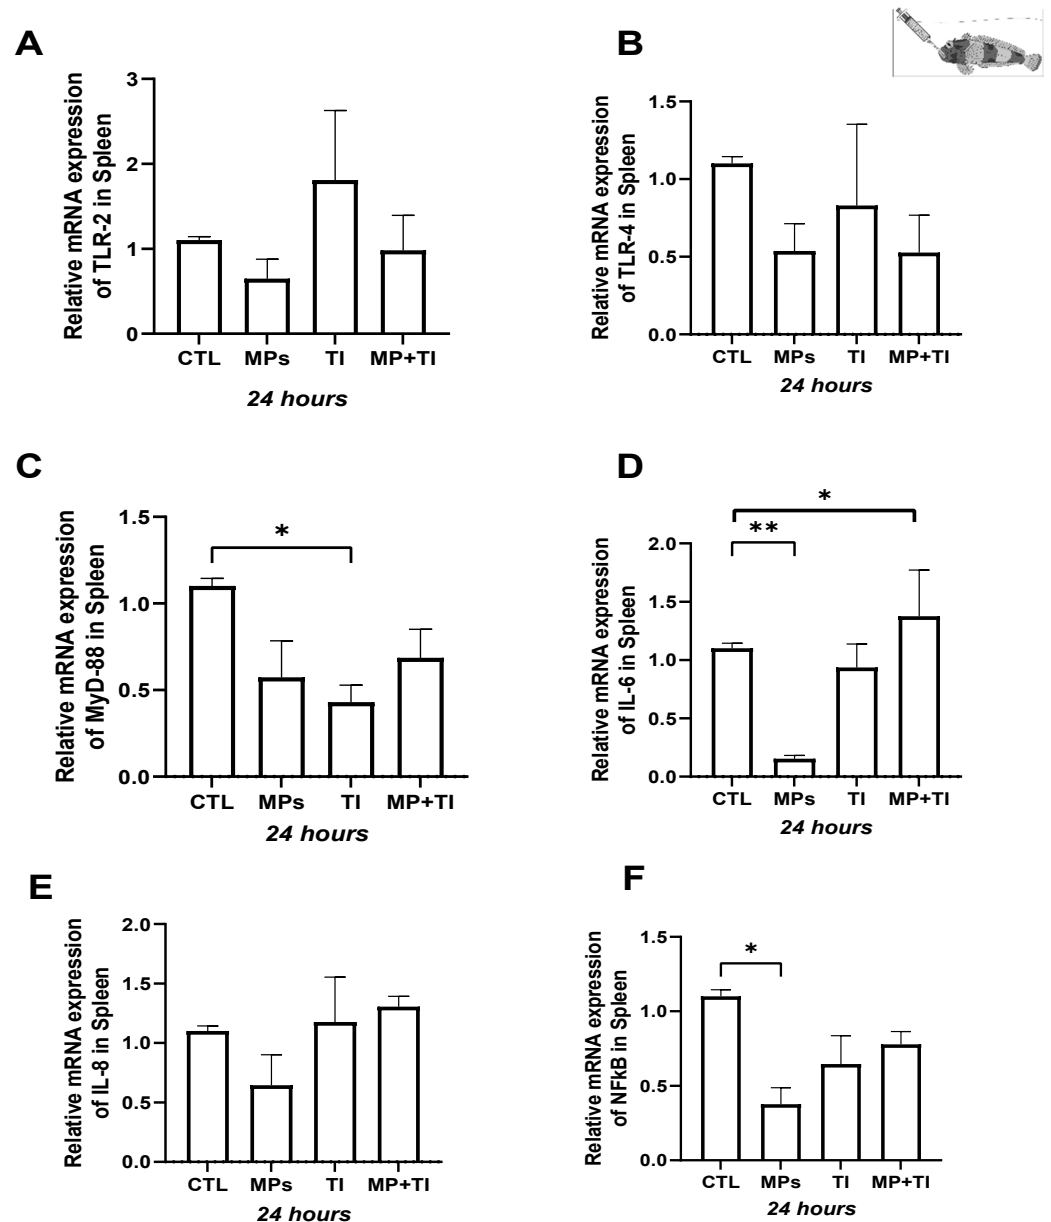 A
Relative mRNA expression
of TLR-2 in Spleen
3
2
1
0
CTL MPs TI MP+TI
24 hours
B
Relative mRNA expression
of TLR-4 in Spleen
1.5
1.0
0.5
0.0
CTL MPs TI MP+TI
24 hours
C
Relative mRNA expression
of MyD-88 in Spleen
1.5
1.0
0.5
0.0
*
CTL MPs TI MP+TI
24 hours
D
Relative mRNA expression
of IL-6 in Spleen
2.0
1.5
1.0
0.5
0.0
*
**
CTL MPs TI MP+TI
24 hours
E
Relative mRNA expression
of IL-8 in Spleen
2.0
1.5
1.0
0.5
0.0
CTL MPs TI MP+TI
24 hours
F
Relative mRNA expression
of NFkB in Spleen
1.5
1.0
0.5
0.0
*
CTL MPs TI MP+TI
24 hours